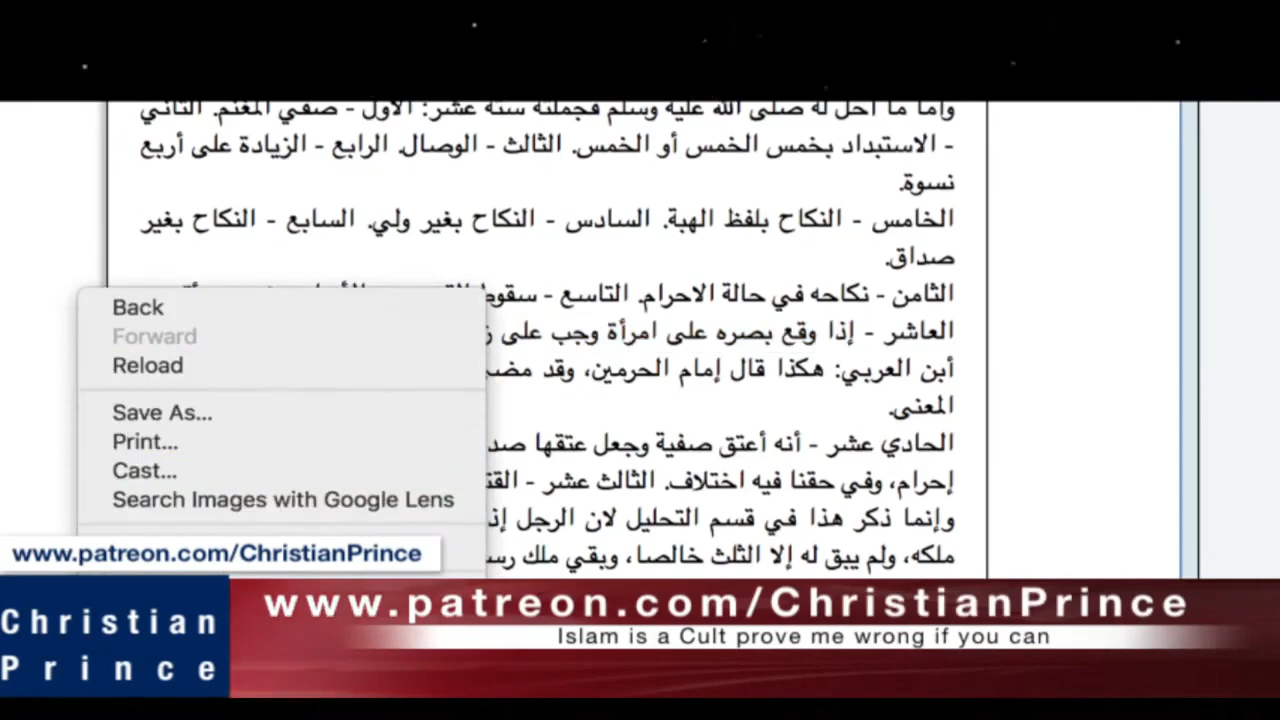 وأما ما أحل له صلى الله عليه وسلم فجملته ستة عشر: الأول - صفي المغنم. الثاني
- الاستبداد بخمس الخمس أو الخمس. الثالث - الوصال. الرابع - الزيادة على أربع
نسوة.
الخامس - النكاح بلفظ الهبة. السادس - النكاح بغير ولي. السابع - النكاح بغير
صداق.
الثامن - نكاحه في حالة الاحرام. التاسع - سقوط
العاشر - إذا وقع بصره على امرأة وجب على
أبن العربي: هكذا قال إمام الحرمين، وقد
المعنى.
الحادي عشر - أنه أعتق صفية وجعل عتقها
إحرام، وفي حقنا فيه اختلاف. الثالث عشر -
وإنما ذكر هذا في قسم التحليل لان الرجل
ملكه، ولم يبق له إلا الثلث خالصا، وبقي ملك
Back
Forward
Reload
Save As...
Print...
Cast...
Search Images with Google Lens
www.patreon.com/ChristianPrince
Christian
Prince
www.patreon.com/ChristianPrince
Islam is a Cult prove me wrong if you can